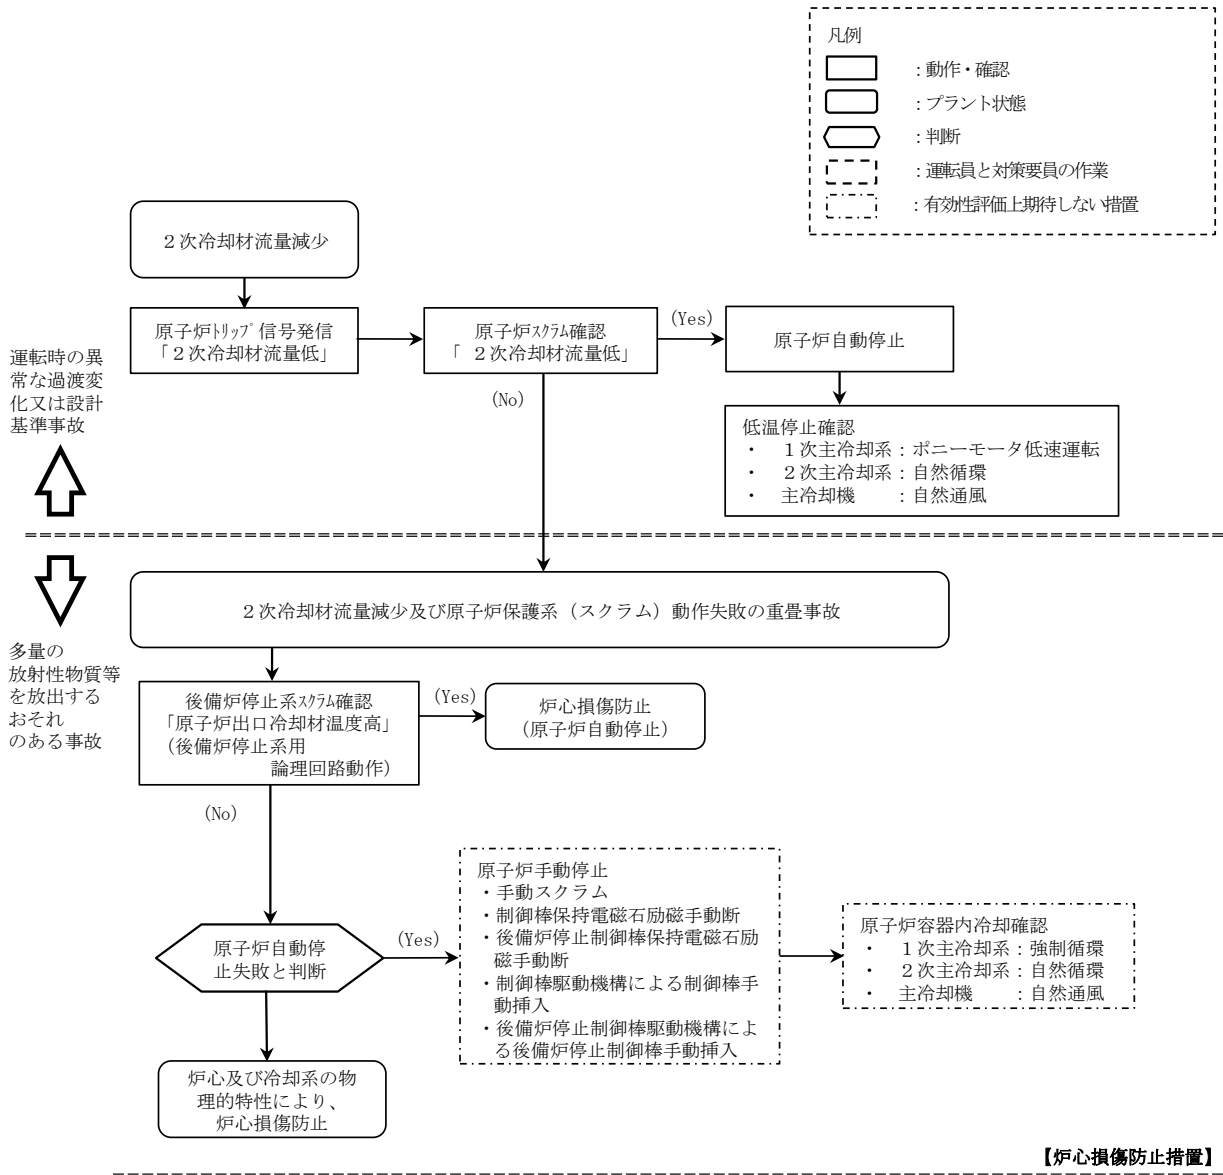 凡例
：動作・確認
：プラント状態
：判断
：運転員と対策要員の作業
：有効性評価上期待しない措置
２次冷却材流量減少
原子炉ﾄﾘｯﾌﾟ信号発信
「２次冷却材流量低」
原子炉ｽｸﾗﾑ確認
「 ２次冷却材流量低」
(Yes)
原子炉自動停止
(No)
低温停止確認
・ １次主冷却系：ポニーモータ低速運転
・ ２次主冷却系：自然循環
・ 主冷却機 ：自然通風
運転時の異
常な過渡変
化又は設計
基準事故
多量の
放射性物質等
を放出する
おそれ
のある事故
２次冷却材流量減少及び原子炉保護系（スクラム）動作失敗の重畳事故
後備炉停止系ｽｸﾗﾑ確認
「原子炉出口冷却材温度高」
（後備炉停止系用
論理回路動作）
(Yes)
炉心損傷防止
（原子炉自動停止）
(No)
原子炉自動停
止失敗と判断
(Yes)
原子炉手動停止
・手動スクラム
・制御棒保持電磁石励磁手動断
・後備炉停止制御棒保持電磁石励
磁手動断
・制御棒駆動機構による制御棒手
動挿入
・後備炉停止制御棒駆動機構によ
る後備炉停止制御棒手動挿入
原子炉容器内冷却確認
・ １次主冷却系：強制循環
・ ２次主冷却系：自然循環
・ 主冷却機 ：自然通風
炉心及び冷却系の物
理的特性により、
炉心損傷防止
【炉心損傷防止措置】